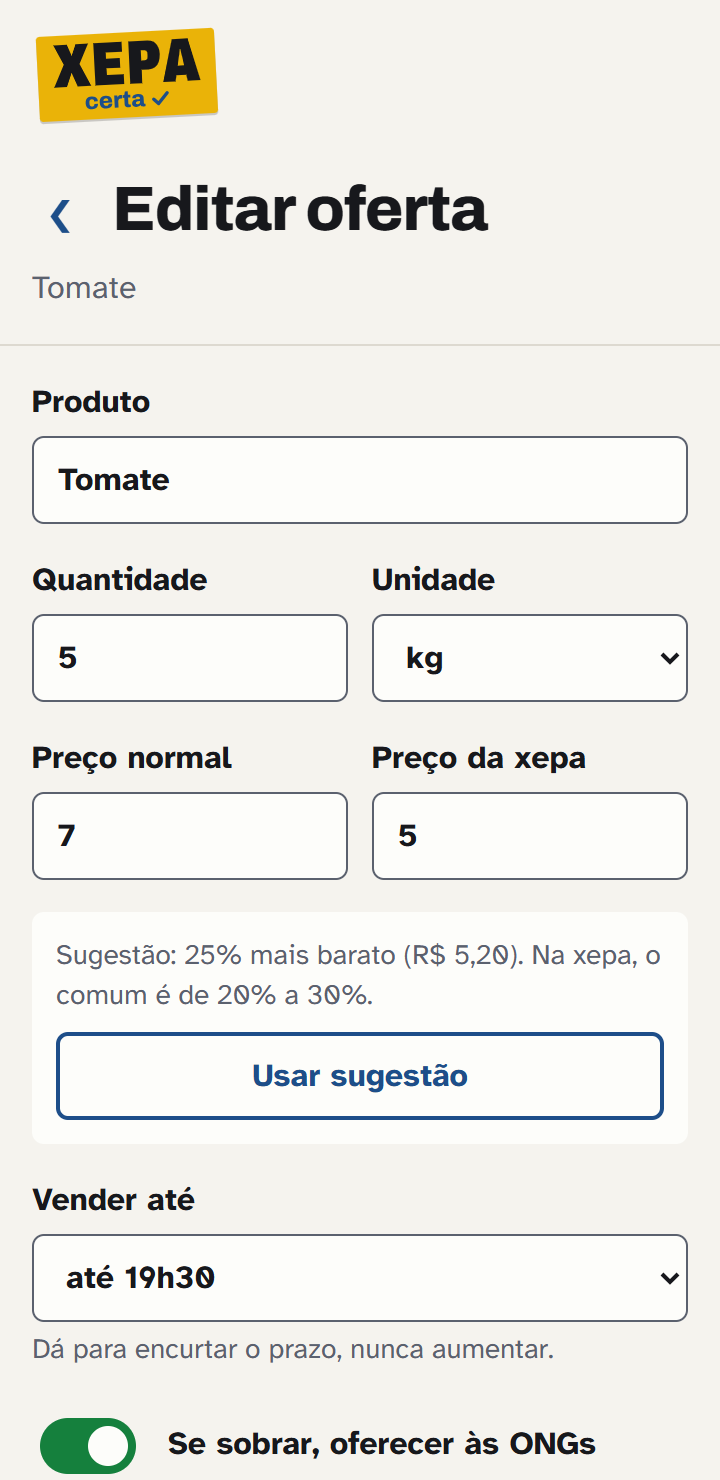 XEPA
certa
Editar oferta
Tomate
Produto
Tomate
Quantidade
Unidade
5
kg
Preço normal
Preço da xepa
7
5
Sugestão: 25% mais barato (R$ 5,20). Na xepa, o
comum é de 20% a 30%.
Usar sugestão
Vender até
até 19h30
Dá para encurtar o prazo, nunca aumentar.
Se sobrar, oferecer às ONGs